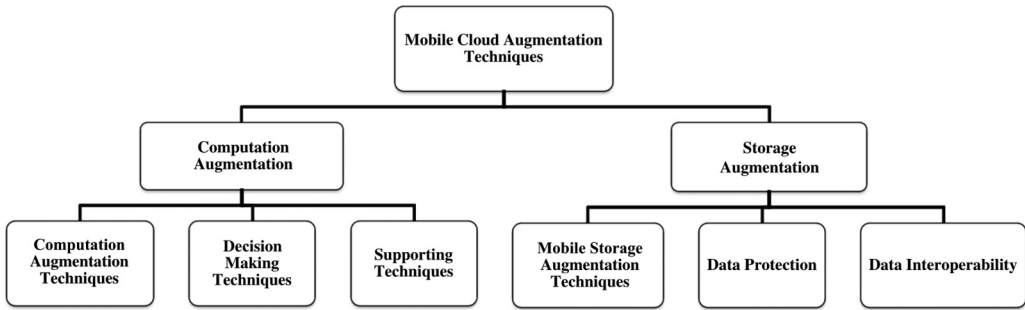 Mobile Cloud Augmentation
Techniques
Computation
Augmentation
Storage
Augmentation
Computation
Augmentation
Techniques
Decision
Making
Techniques
Supporting
Techniques
Mobile Storage
Augmentation
Techniques
Data Protection
Data Interoperability